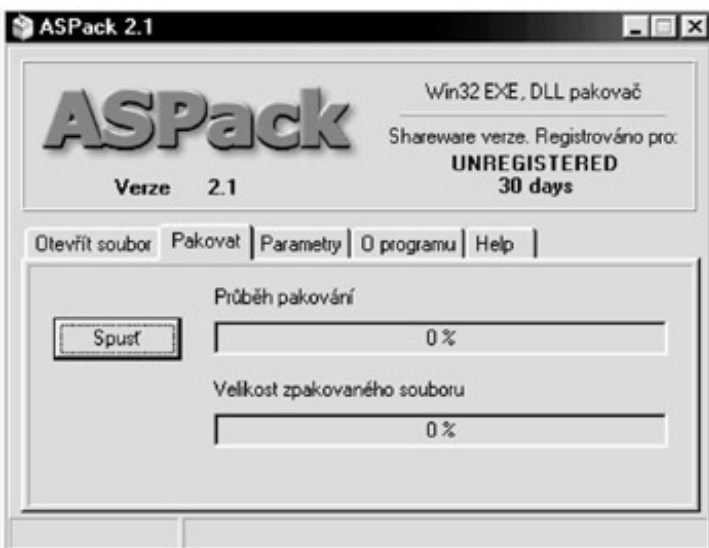 ASPack 2.1
ASPack
Verze 2.1
Win32 EXE, DLL pakovač
Shareware verze. Registrováno pro:
UNREGISTERED
30 days
Otevřít soubor Pakovat Parametry O programu Help
Průběh pakování
Spusť
0 %
Velikost zpakovaného souboru
0 %